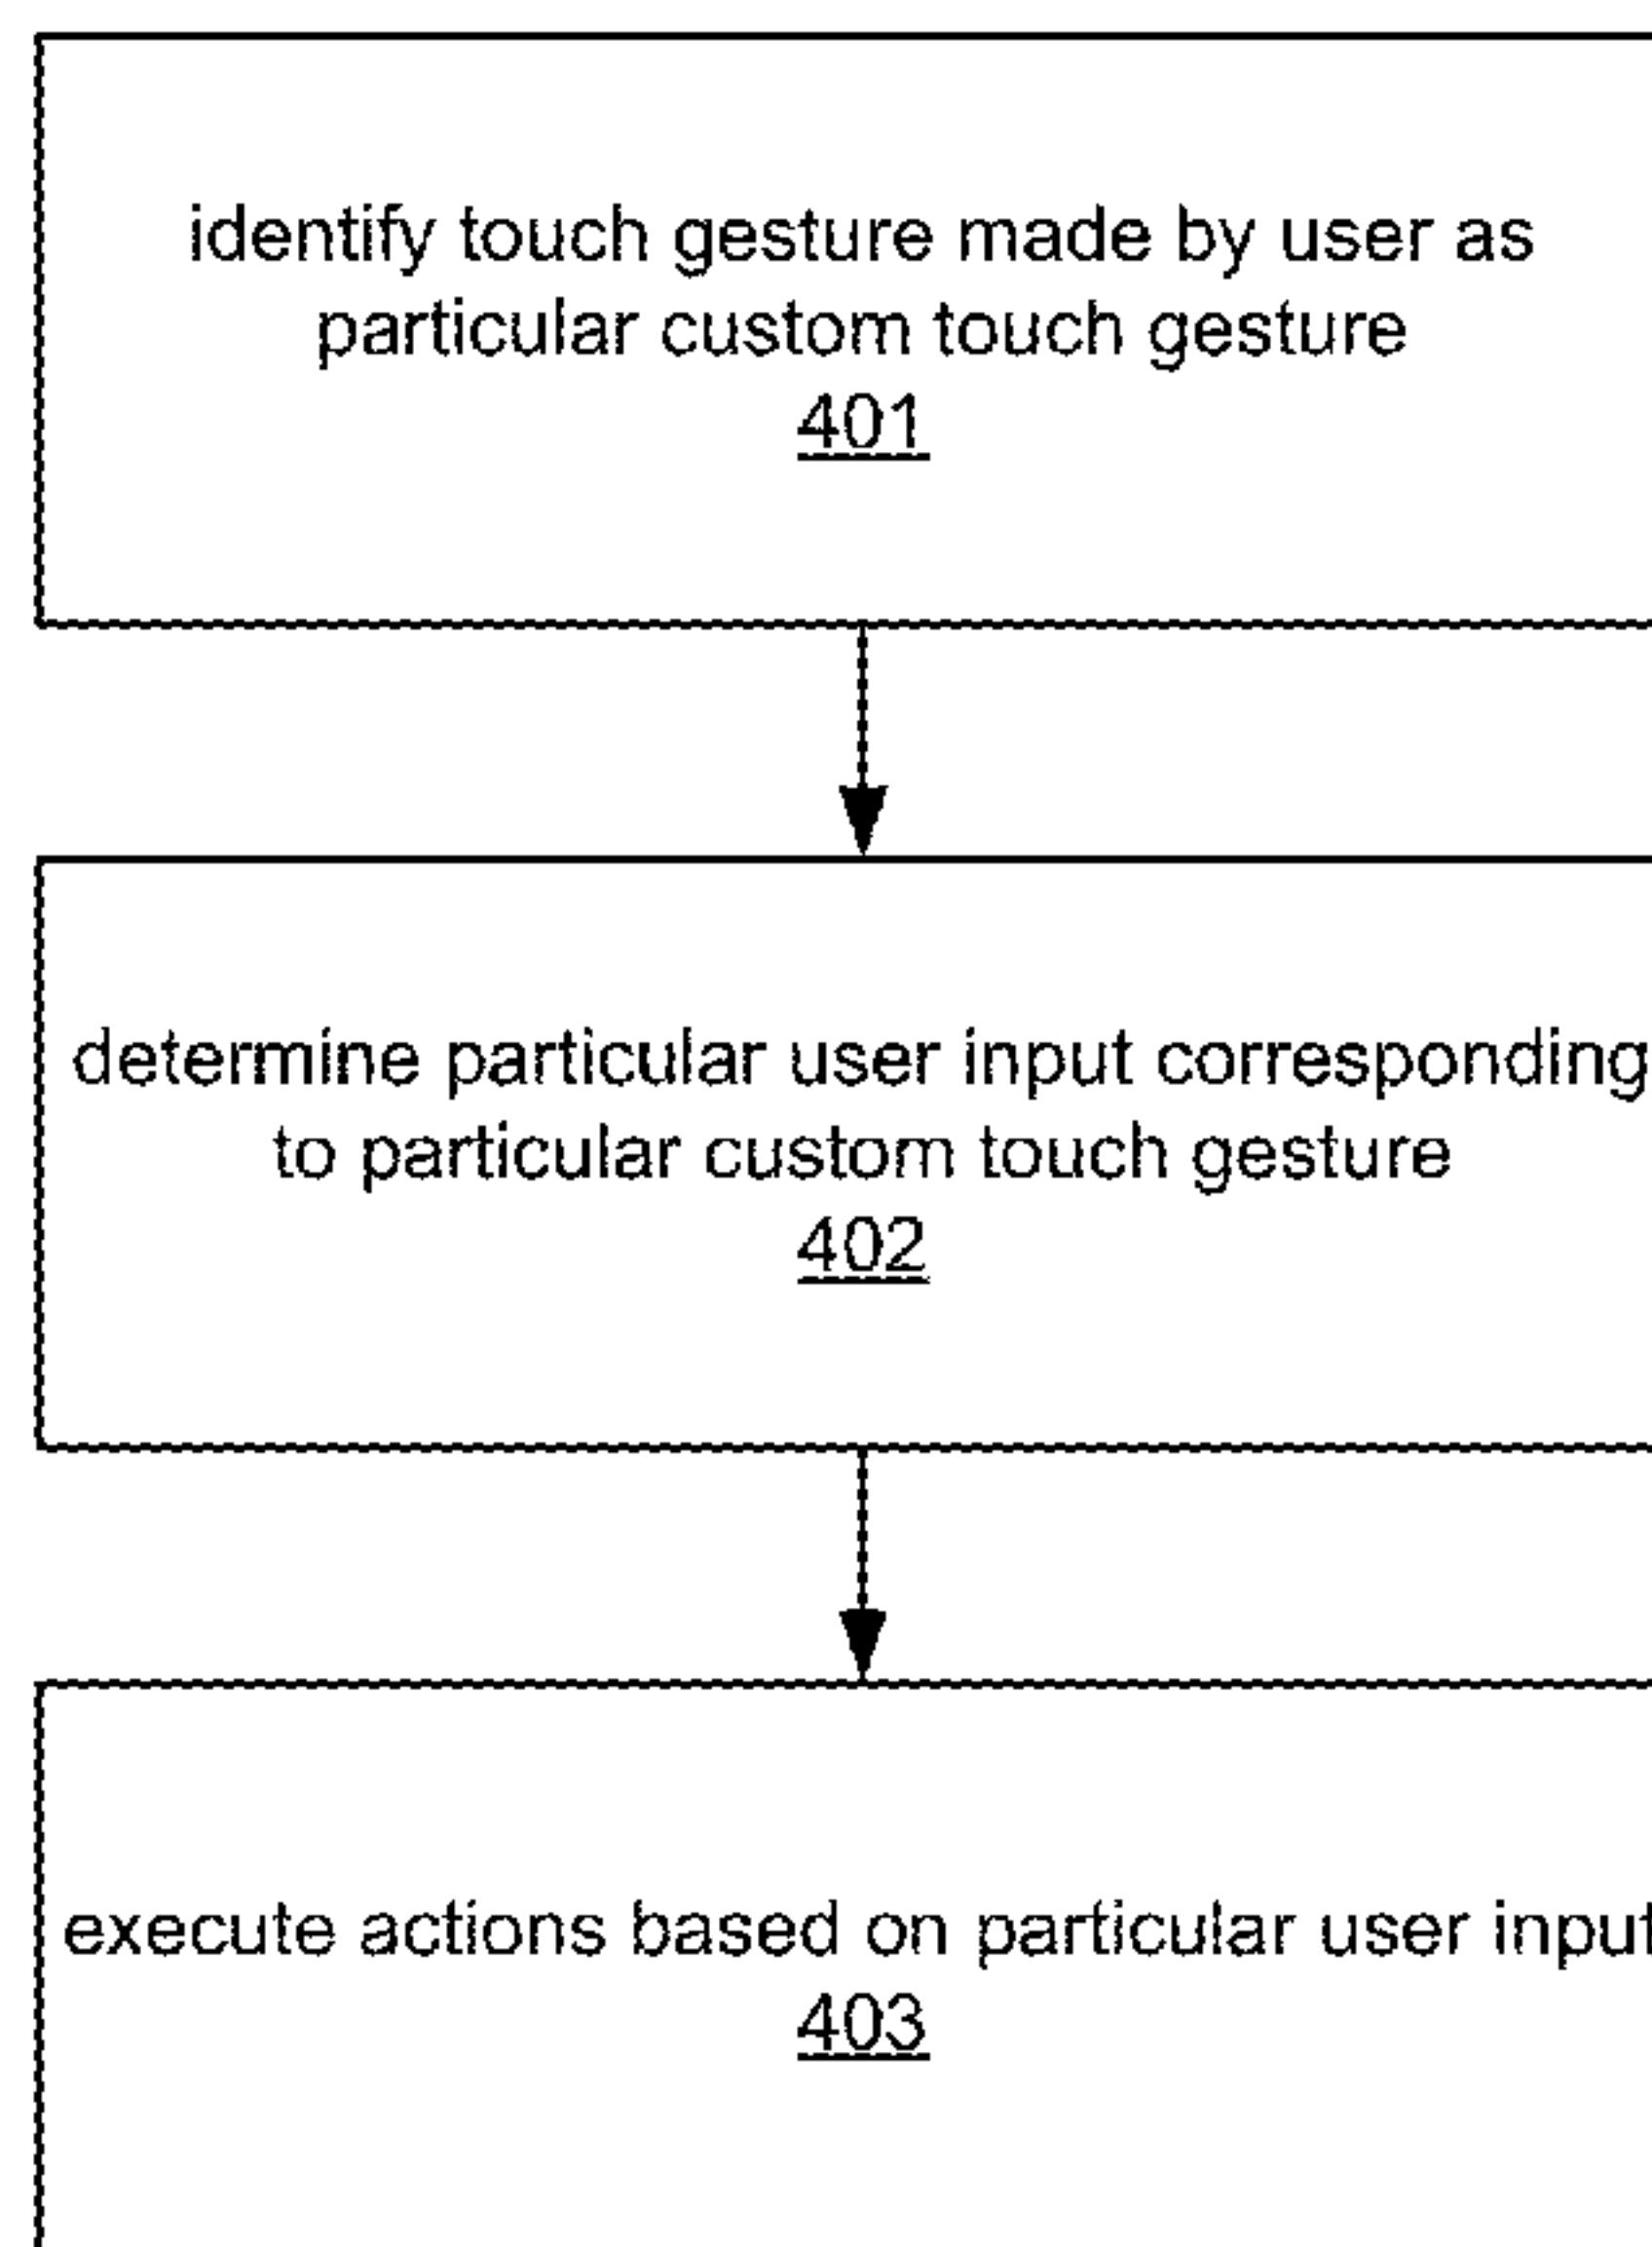 identify touch gesture made by user as
particular custom touch gesture
401
determine particular user input corresponding
to particular custom touch gesture
402
execute actions based on particular user input
403